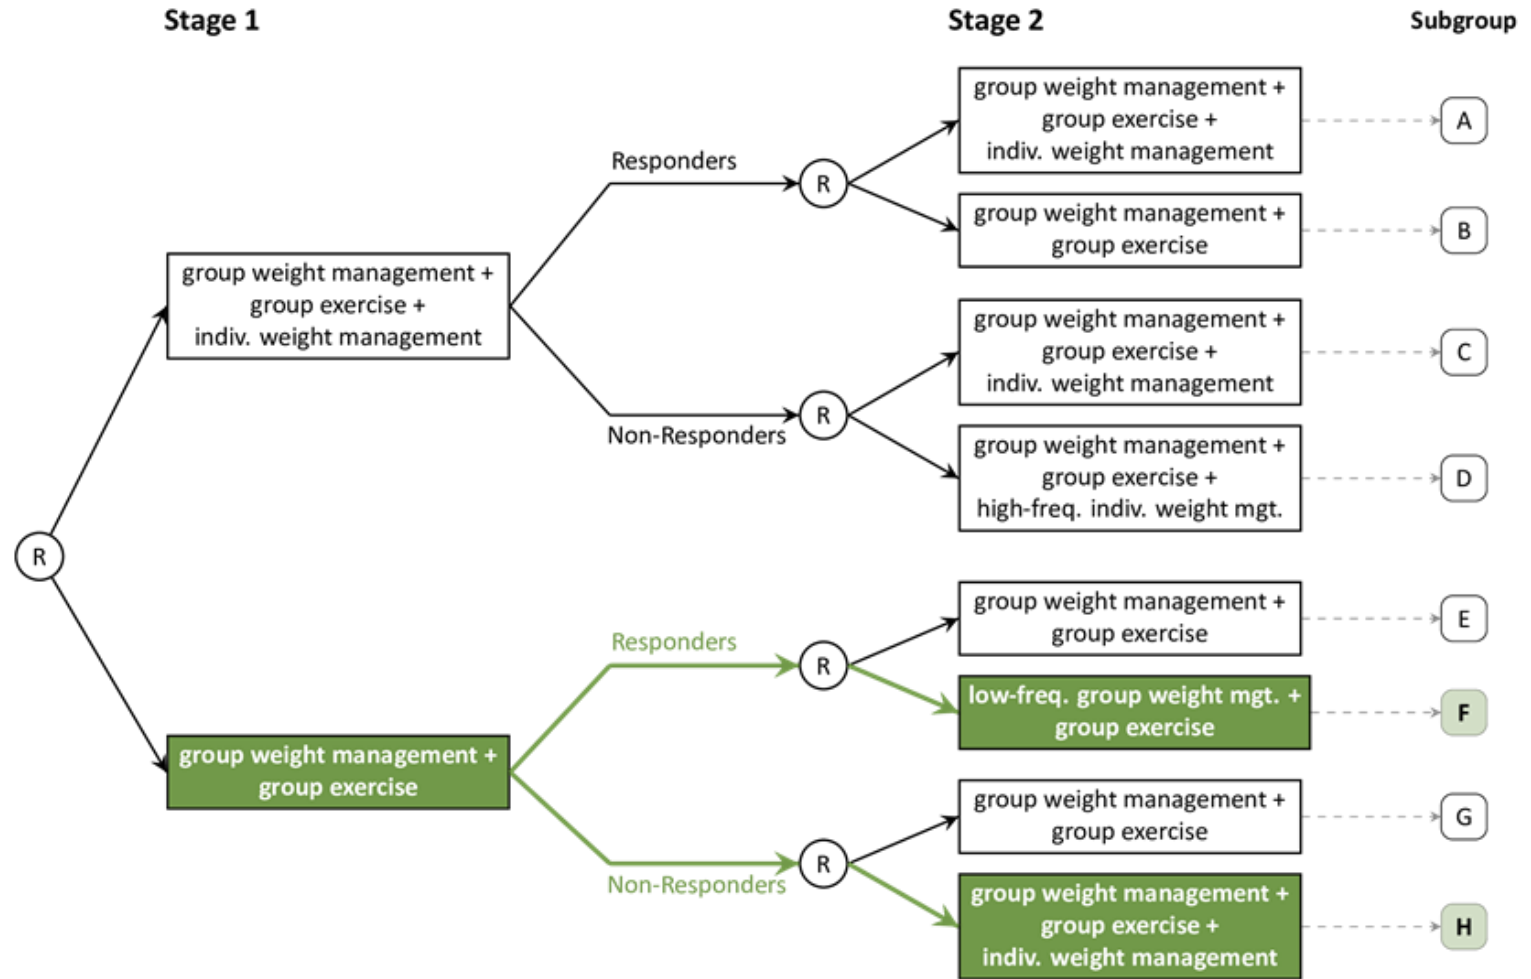 Stage 1
Stage 2
Subgroup
group weight management +
group exercise +
indiv. weight management
A
Responders
R
group weight management +
group exercise
B
group weight management +
group exercise +
indiv. weight management
group weight management +
group exercise +
indiv. weight management
C
Non-Responders
R
group weight management +
group exercise +
high-freq. indiv. weight mgt.
D
R
group weight management +
group exercise
E
Responders
R
low-freq. group weight mgt. +
group exercise
F
group weight management +
group exercise
group weight management +
group exercise
G
Non-Responders
R
group weight management +
group exercise +
indiv. weight management
H